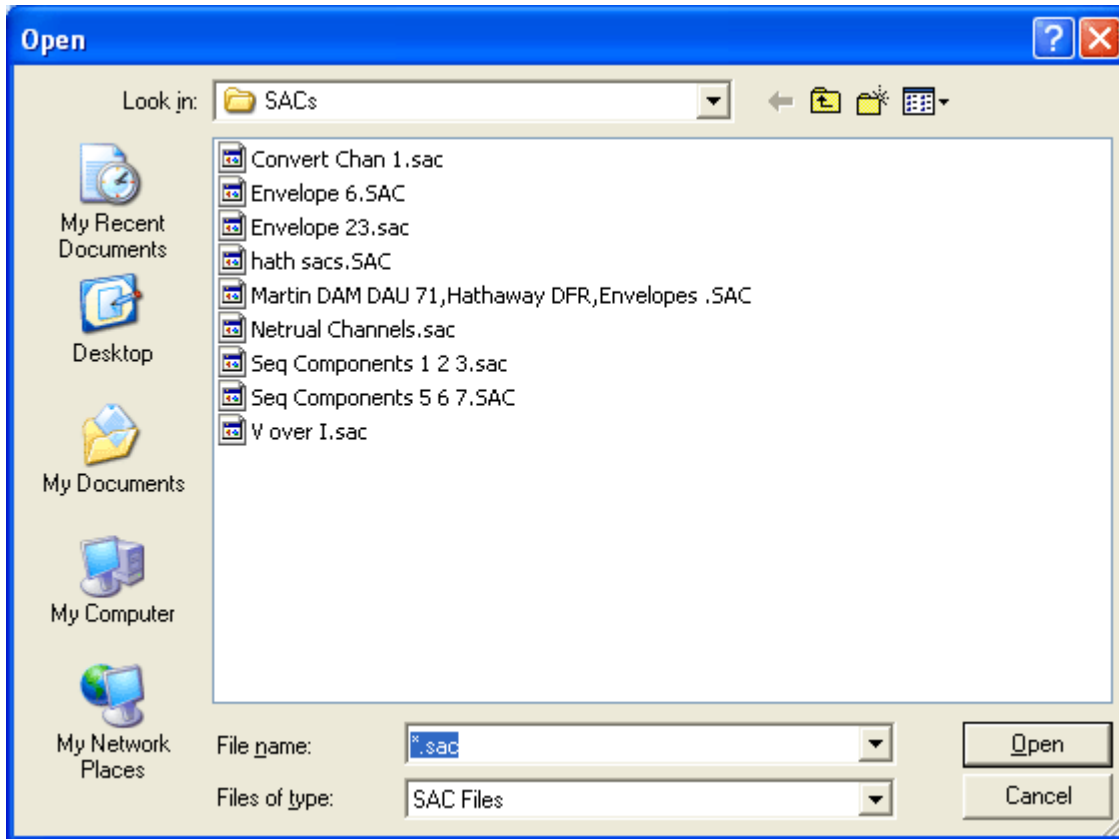 Open
Look in:
SACs
Convert Chan 1.sac
Envelope 6.SAC
Envelope 23.sac
hath sacs.SAC
Martin DAM DAU 71,Hathaway DFR,Envelopes .SAC
Netrual Channels.sac
Seq Components 1 2 3.sac
Seq Components 5 6 7.SAC
V over I.sac
My Recent
Documents
Desktop
My Documents
My Computer
My Network
Places
File name:
*.sac
Open
Files of type:
SAC Files
Cancel